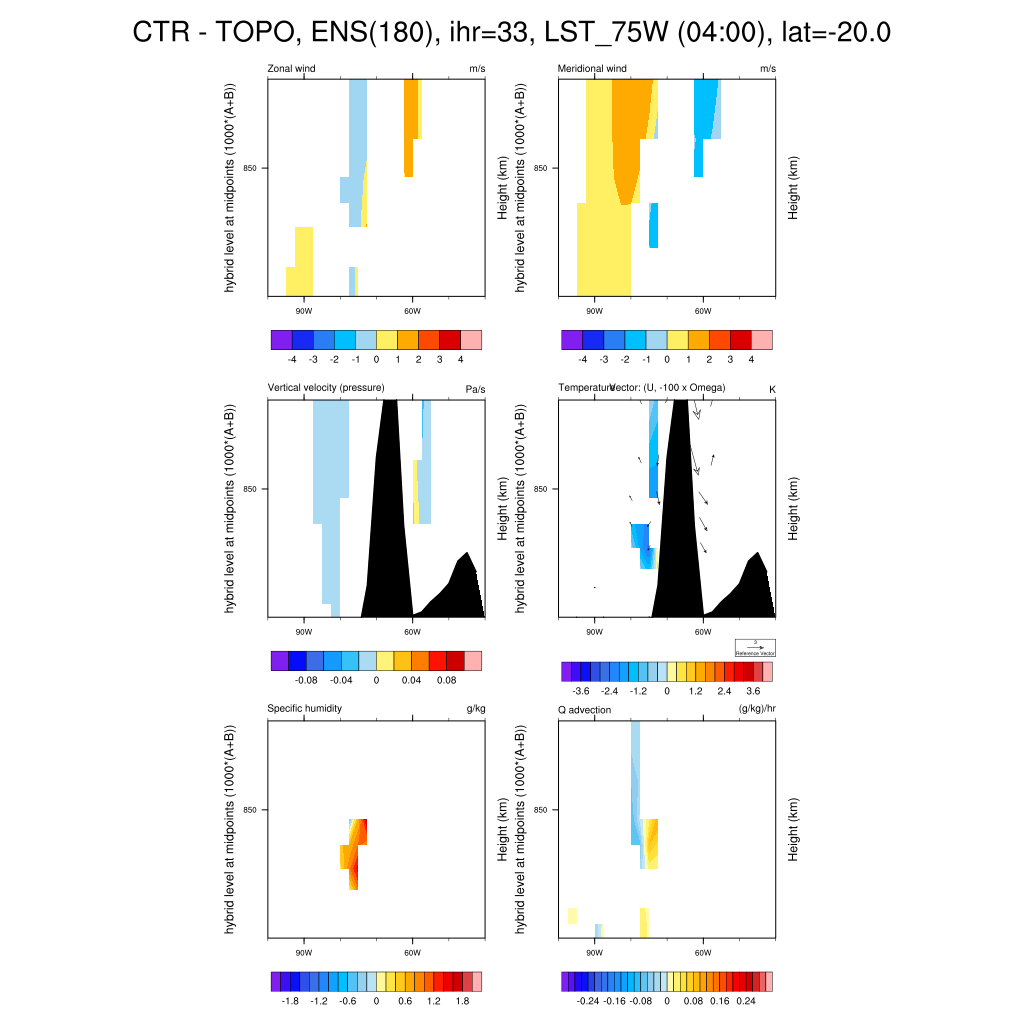 CTR - TOPO, ENS(180), ihr=33, LST_75W (04:00), lat=-20.0
Zonal wind m/s
hybrid level at midpoints (1000*(A+B))
850
Height (km)
90W 60W
-4 -3 -2 -1 0 1 2 3 4
Meridional wind m/s
hybrid level at midpoints (1000*(A+B))
850
Height (km)
90W 60W
-4 -3 -2 -1 0 1 2 3 4
Vertical velocity (pressure) Pa/s
hybrid level at midpoints (1000*(A+B))
850
Height (km)
90W 60W
-0.08 -0.04 0 0.04 0.08
Temperature Vector: (U, -100 x Omega) K
hybrid level at midpoints (1000*(A+B))
850
Height (km)
90W 60W
3
Reference Vector
-3.6 -2.4 -1.2 0 1.2 2.4 3.6
Specific humidity g/kg
hybrid level at midpoints (1000*(A+B))
850
Height (km)
90W 60W
-1.8 -1.2 -0.6 0 0.6 1.2 1.8
Q advection (g/kg)/hr
hybrid level at midpoints (1000*(A+B))
850
Height (km)
90W 60W
-0.24 -0.16 -0.08 0 0.08 0.16 0.24